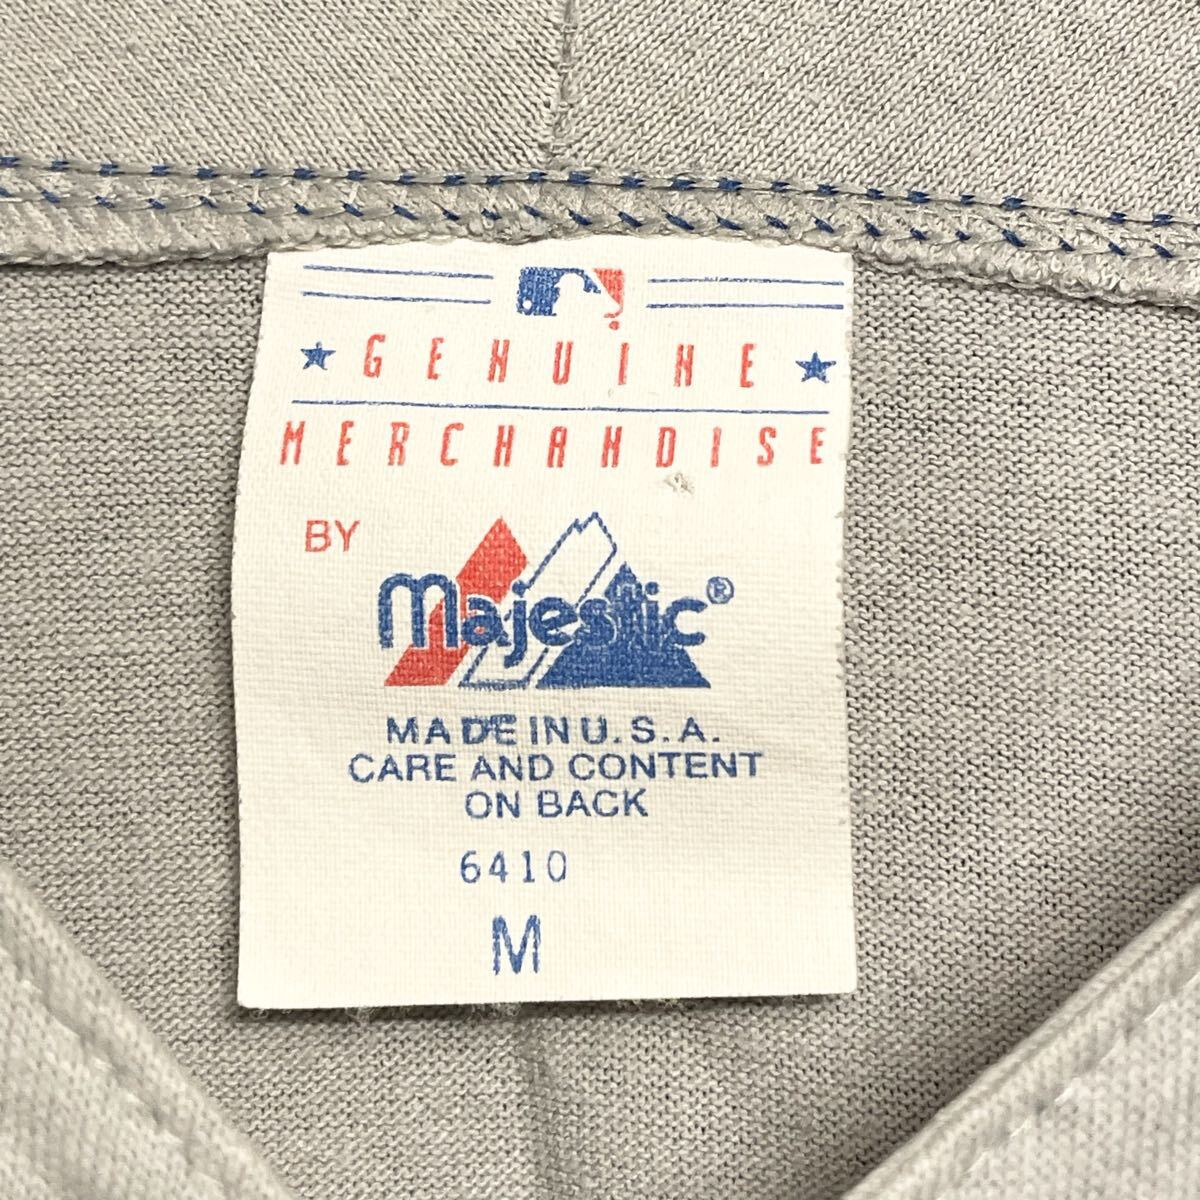 GENUINE
MERCHANDISE
BY
Majestic®
MADE IN U.S.A.
CARE AND CONTENT
ON BACK
6410
M